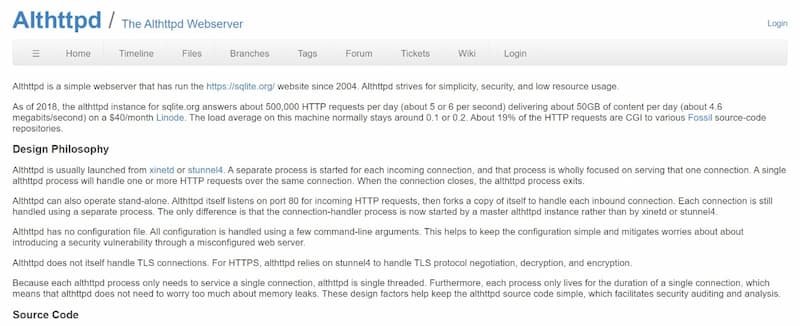 Althttpd / The Althttpd Webserver
Login
☰ Home Timeline Files Branches Tags Forum Tickets Wiki Login
Althttpd is a simple webserver that has run the https://sqlite.org/ website since 2004. Althttpd strives for simplicity, security, and low resource usage.
As of 2018, the althttpd instance for sqlite.org answers about 500,000 HTTP requests per day (about 5 or 6 per second) delivering about 50GB of content per day (about 4.6
megabits/second) on a $40/month Linode. The load average on this machine normally stays around 0.1 or 0.2. About 19% of the HTTP requests are CGI to various Fossil source-code
repositories.
Design Philosophy
Althttpd is usually launched from xinetd or stunnel4. A separate process is started for each incoming connection, and that process is wholly focused on serving that one connection. A single
althttpd process will handle one or more HTTP requests over the same connection. When the connection closes, the althttpd process exits.
Althttpd can also operate stand-alone. Althttpd itself listens on port 80 for incoming HTTP requests, then forks a copy of itself to handle each inbound connection. Each connection is still
handled using a separate process. The only difference is that the connection-handler process is now started by a master althttpd instance rather than by xinetd or stunnel4.
Althttpd has no configuration file. All configuration is handled using a few command-line arguments. This helps to keep the configuration simple and mitigates worries about about
introducing a security vulnerability through a misconfigured web server.
Althttpd does not itself handle TLS connections. For HTTPS, althttpd relies on stunnel4 to handle TLS protocol negotiation, decryption, and encryption.
Because each althttpd process only needs to service a single connection, althttpd is single threaded. Furthermore, each process only lives for the duration of a single connection, which
means that althttpd does not need to worry too much about memory leaks. These design factors help keep the althttpd source code simple, which facilitates security auditing and analysis.
Source Code